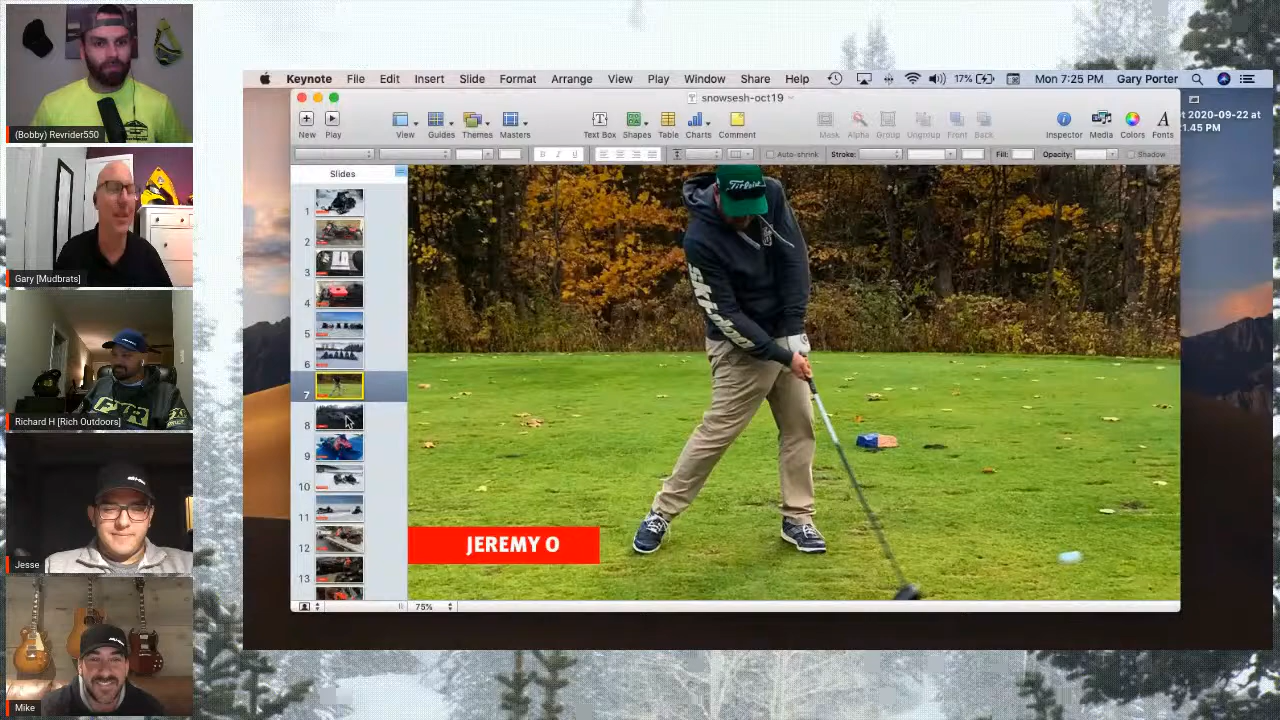 (Bobby) Revrider550
Gary [Mudbrats]
Richard H [Rich Outdoors]
FXR
Jesse
Mike
Keynote File Edit Insert Slide Format Arrange View Play Window Share Help 17% Mon 7:25 PM Gary Porter
snowsesh-oct19
New Play View Guides Themes Masters Text Box Shapes Table Charts Comment Mask Alpha Group Ungroup Front Back Inspector Media Colors Fonts
B I U Auto-shrink Stroke: Fill: Opacity: Shadow
Slides
1
2
3
4
5
6
7
8
9
10
11
12
13
Titleist
JEREMY O
75%
2020-09-22 at
1.45 PM